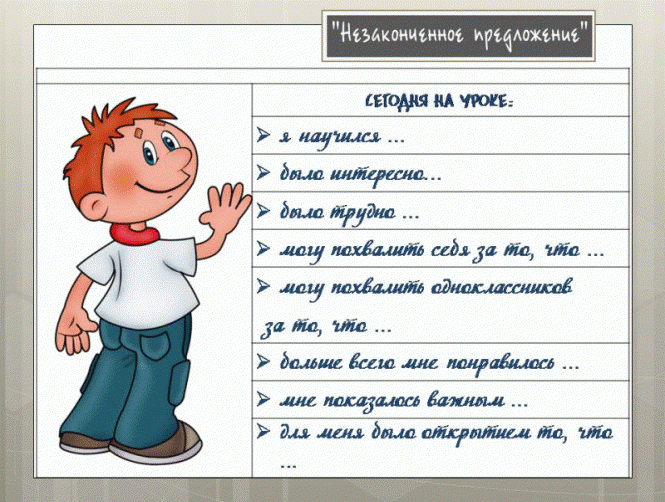 "Незаконченное предложение"
СЕГОДНЯ НА УРОКЕ:
➢ я научился ...
➢ было интересно...
➢ было трудно ...
➢ могу похвалить себя за то, что ...
➢ могу похвалить одноклассников
за то, что ...
➢ больше всего мне понравилось ...
➢ мне показалось важным ...
➢ для меня было открытием то, что
...